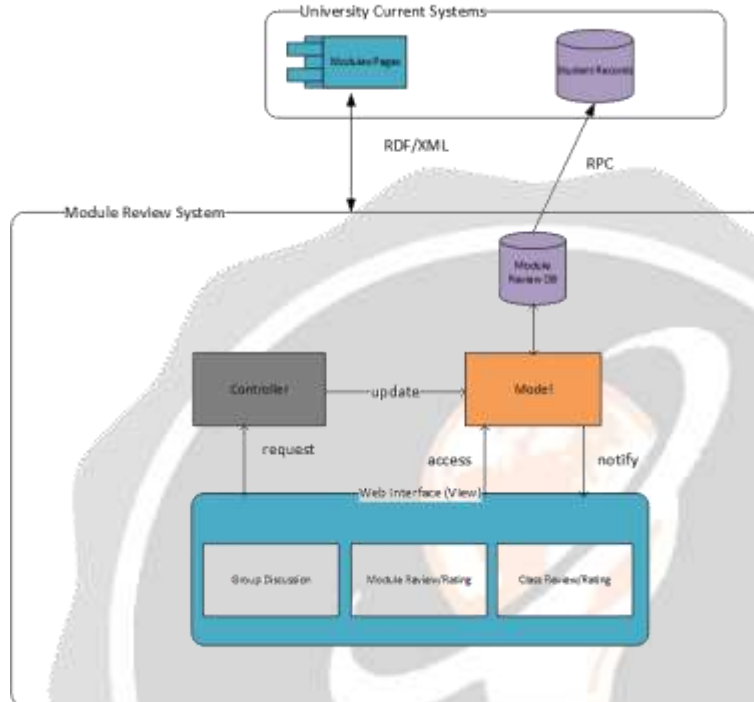 University Current Systems
Modules Pages
Student Records
RDF/XML
RPC
Module Review System
Module
Review DB
Controller
update
Model
request
access
notify
Web Interface (View)
Group Discussion
Module Review/Rating
Class Review/Rating